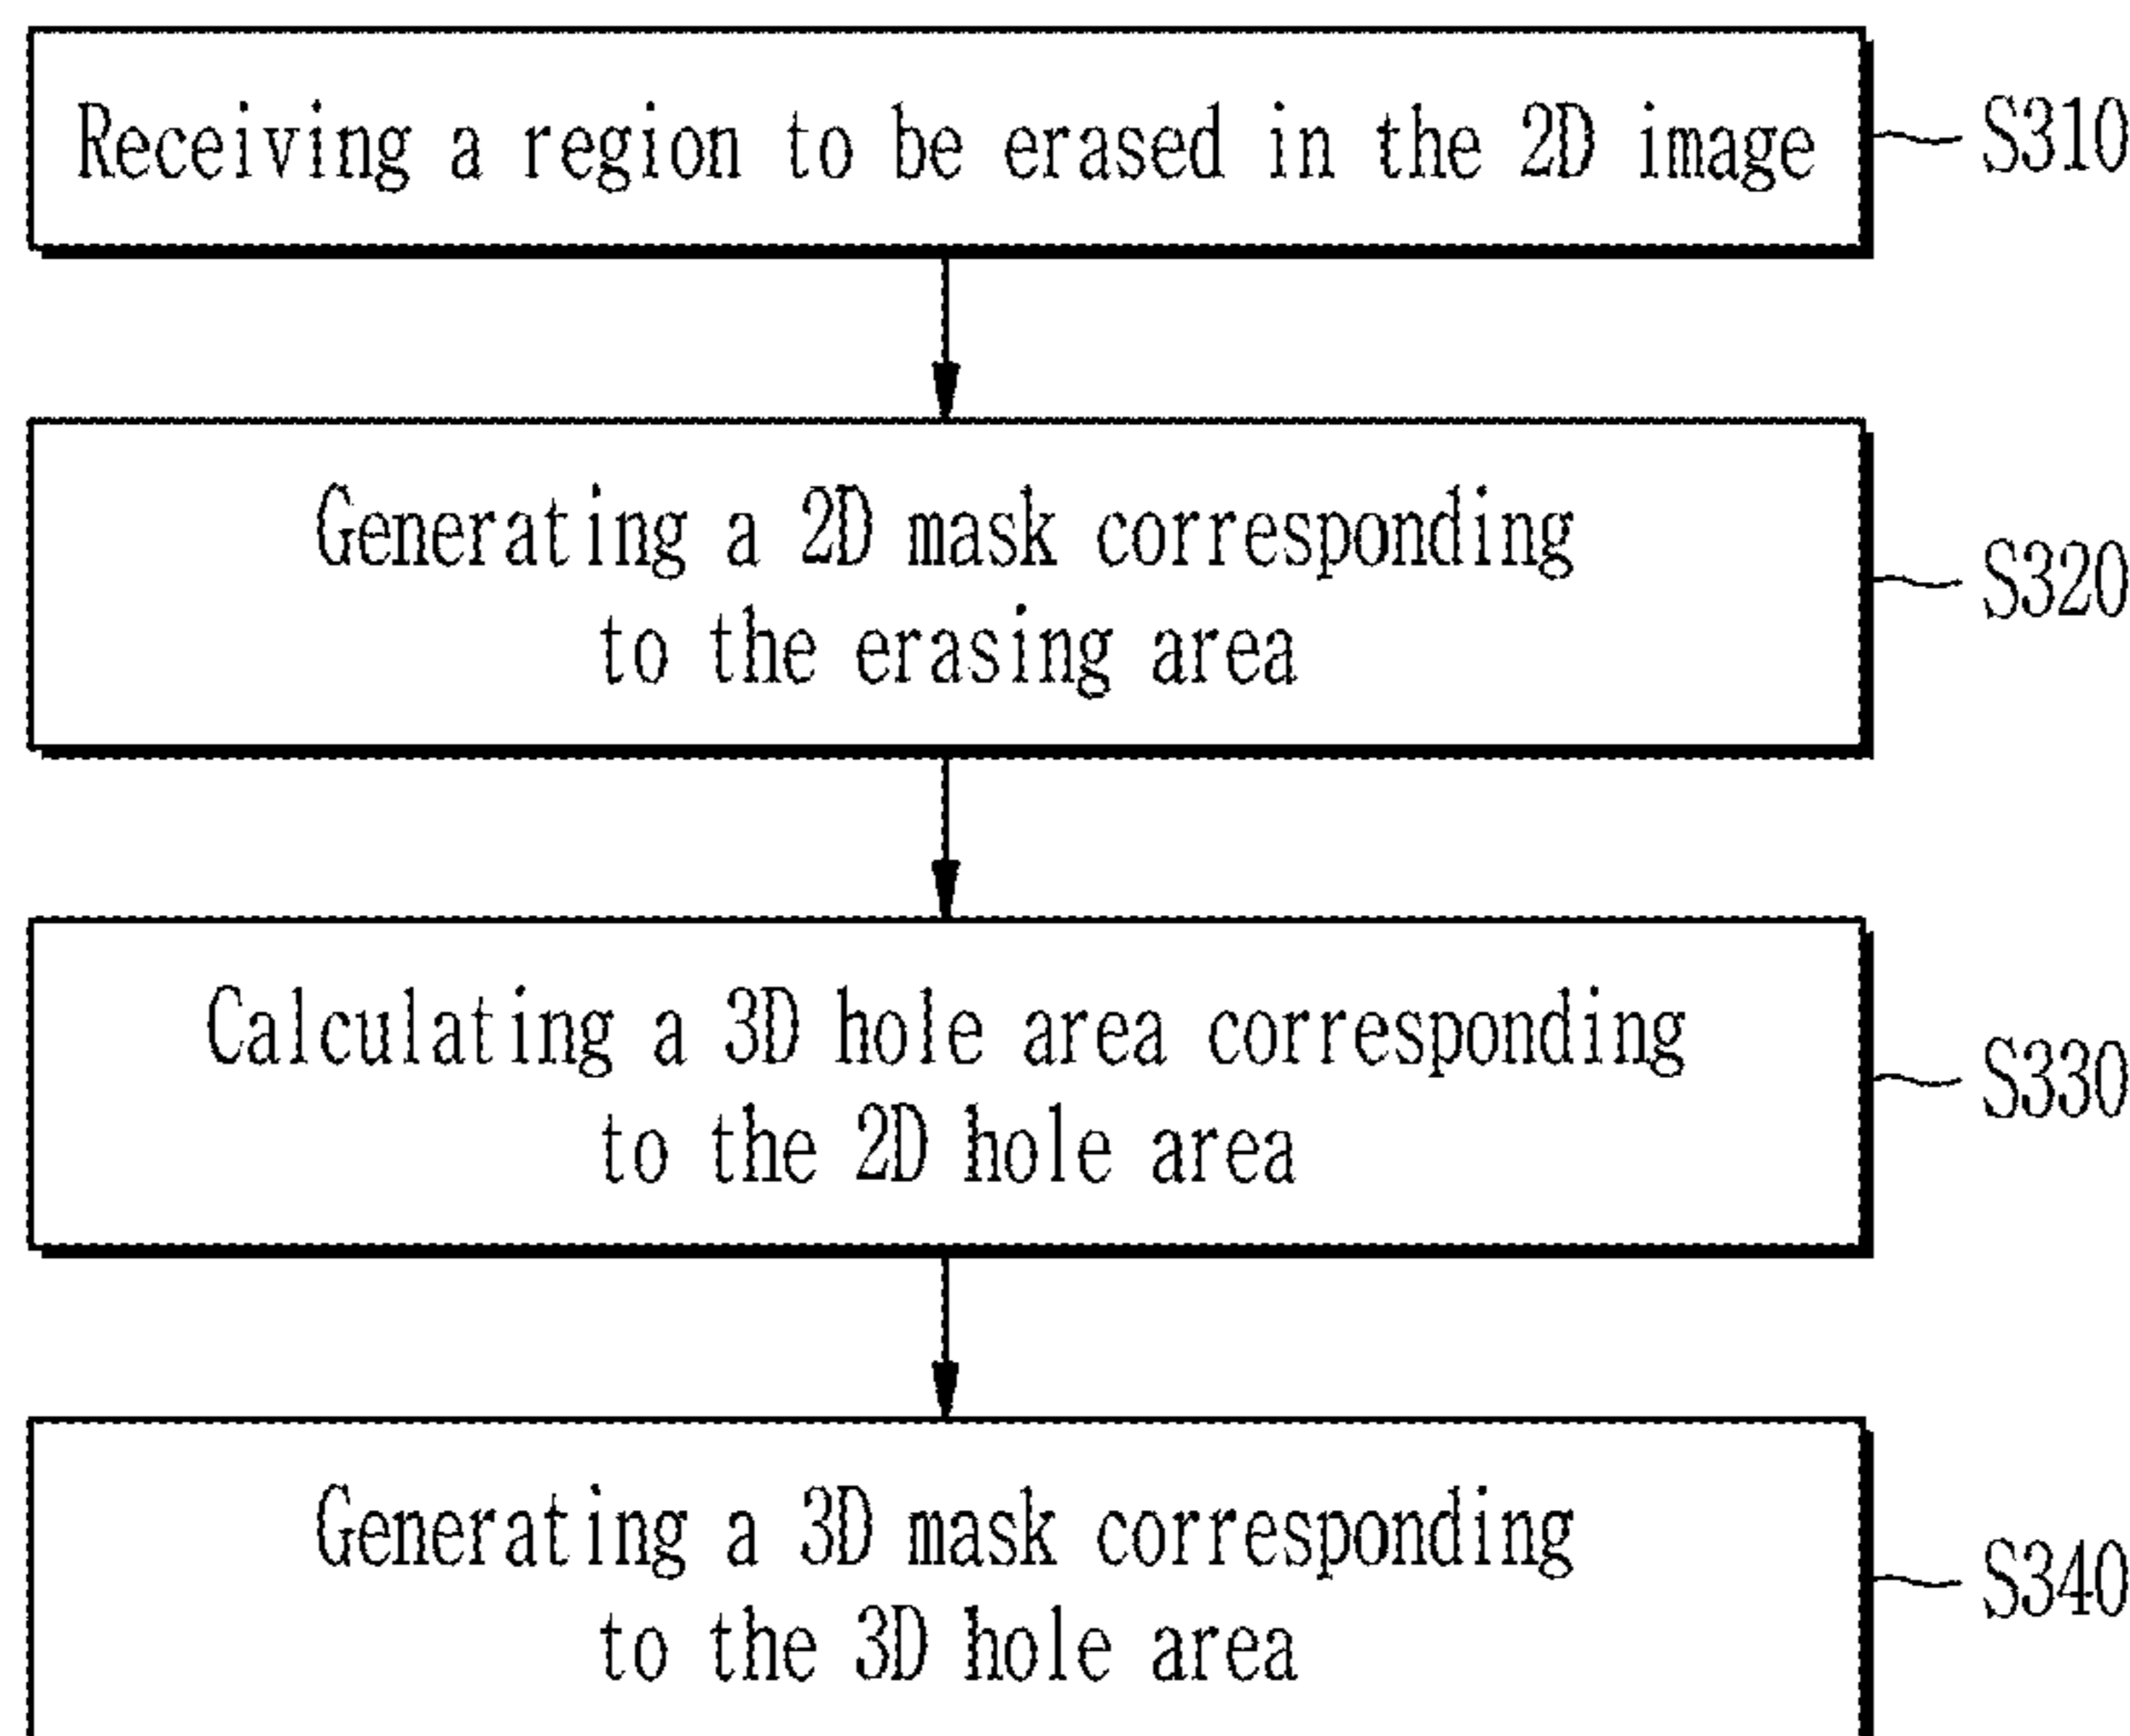 Receiving a region to be erased in the 2D image
S310
Generating a 2D mask corresponding
to the erasing area
S320
Calculating a 3D hole area corresponding
to the 2D hole area
S330
Generating a 3D mask corresponding
to the 3D hole area
S340